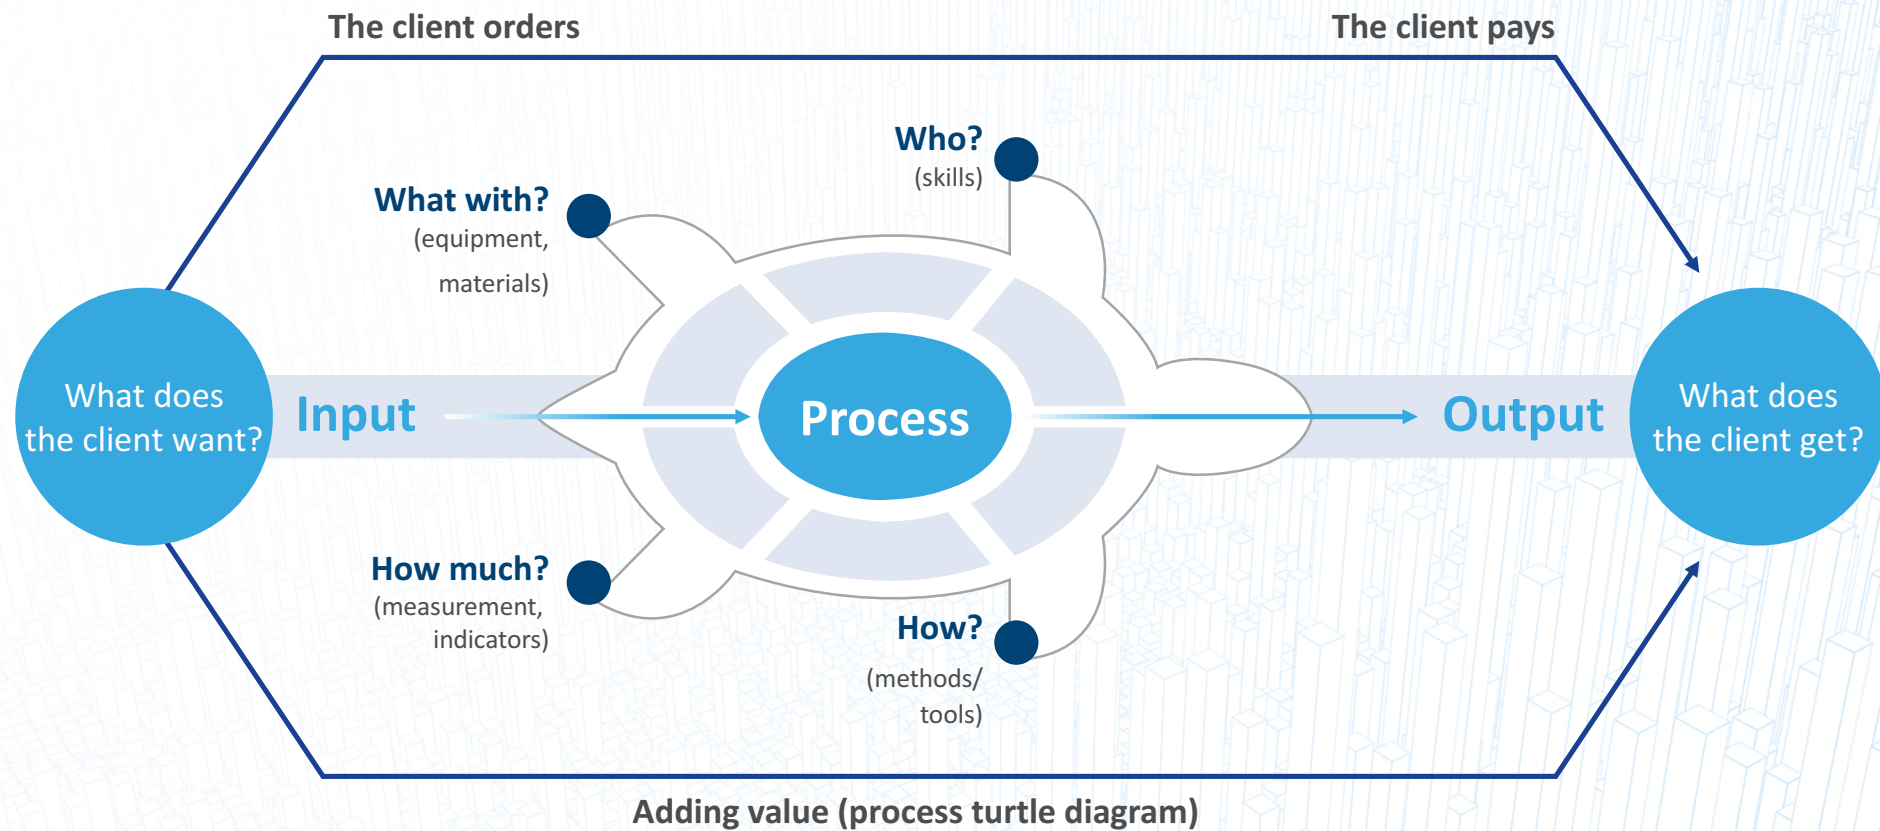 The client orders
The client pays
Who?
(skills)
What with?
(equipment,
materials)
What does
the client want?
Input
Process
Output
What does
the client get?
How much?
(measurement,
indicators)
How?
(methods/
tools)
Adding value (process turtle diagram)